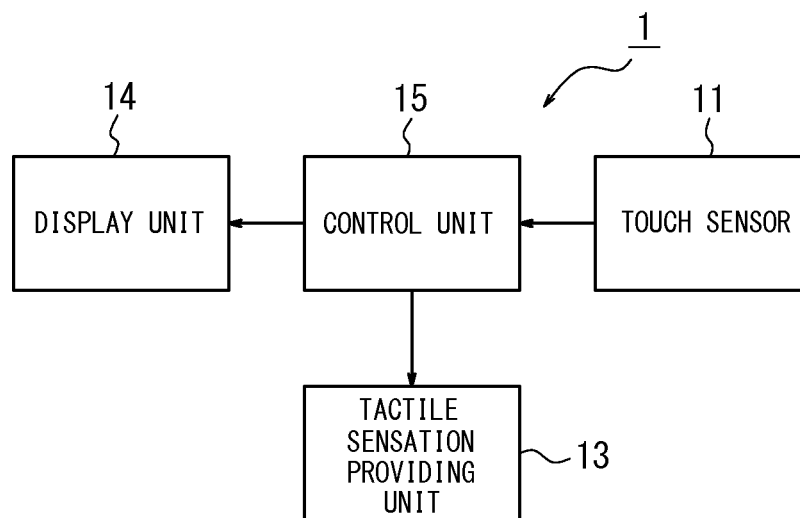 1
14
15
11
DISPLAY UNIT
CONTROL UNIT
TOUCH SENSOR
TACTILE
SENSATION
PROVIDING
UNIT
13